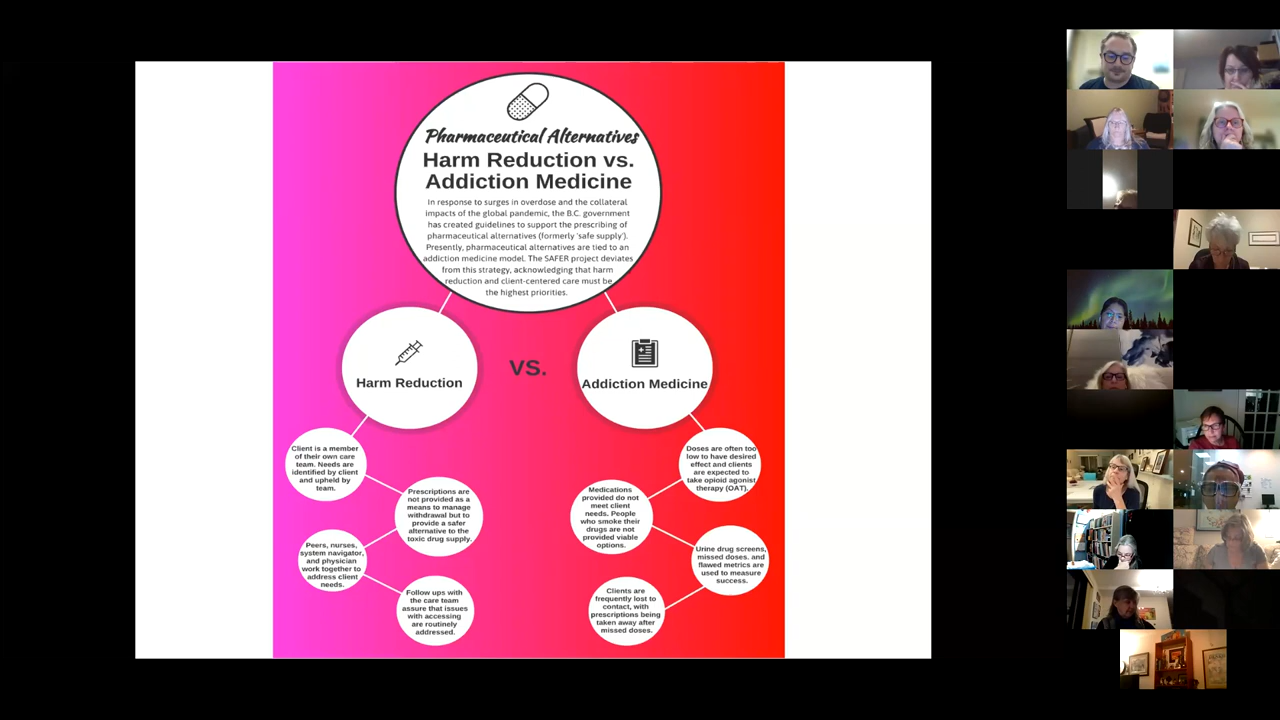 Pharmaceutical Alternatives
Harm Reduction vs.
Addiction Medicine
In response to surges in overdose and the collateral
impacts of the global pandemic, the B.C. government
has created guidelines to support the prescribing of
pharmaceutical alternatives (formerly 'safe supply').
Presently, pharmaceutical alternatives are tied to an
addiction medicine model. The SAFER project deviates
from this strategy, acknowledging that harm
reduction and client-centered care must be
the highest priorities.
Harm Reduction
VS.
Addiction Medicine
Client is a member
of their own care
team. Needs are
identified by client
and upheld by
team.
Prescriptions are
not provided as a
means to manage
withdrawal but to
provide a safer
alternative to the
toxic drug supply.
Peers, nurses,
system navigator,
and physician
work together to
address client
needs.
Follow ups with
the care team
assure that issues
with accessing
are routinely
addressed.
Doses are often too
low to have desired
effect and clients
are expected to
take opioid agonist
therapy (OAT).
Medications
provided do not
meet client
needs. People
who smoke their
drugs are not
provided viable
options.
Urine drug screens,
missed doses. and
flawed metrics are
used to measure
success.
Clients are
frequently lost to
contact, with
prescriptions being
taken away after
missed doses.